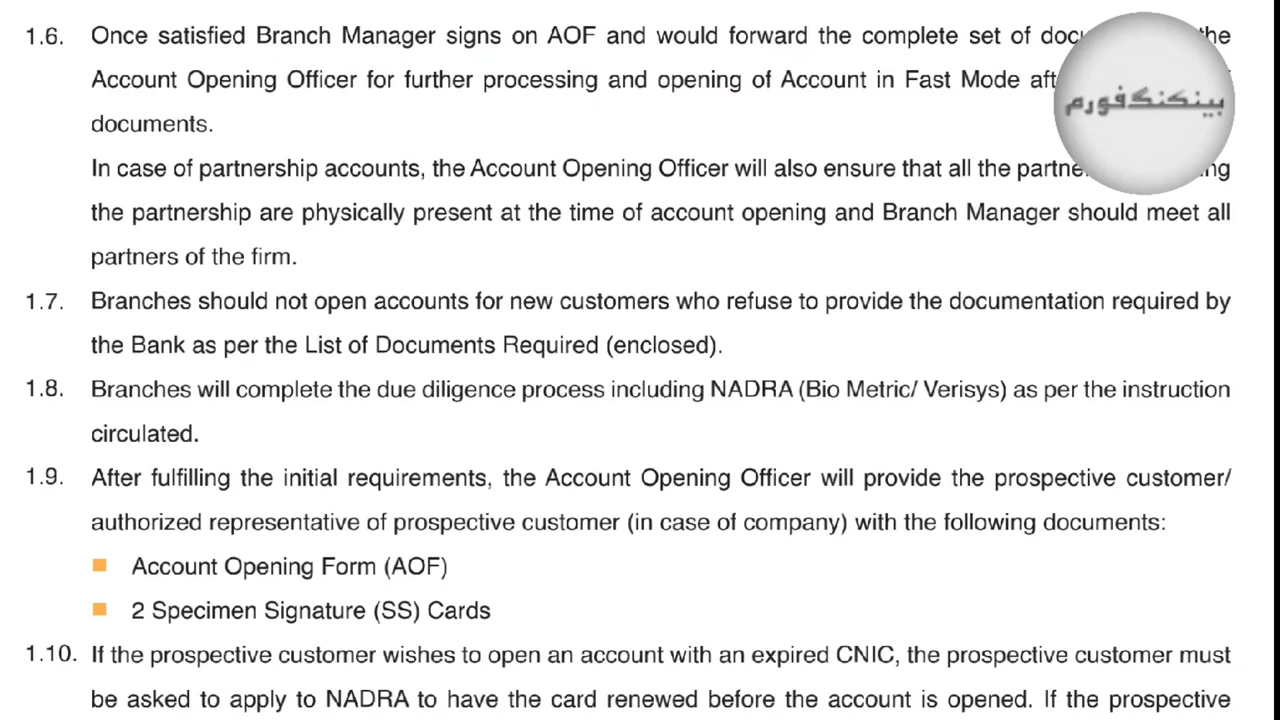 1.6. Once satisfied Branch Manager signs on AOF and would forward the complete set of the
Account Opening Officer for further processing and opening of Account in Fast Mode
documents.
بینکنگ فورم
In case of partnership accounts, the Account Opening Officer will also ensure that all the
the partnership are physically present at the time of account opening and Branch Manager should meet all
partners of the firm.
1.7. Branches should not open accounts for new customers who refuse to provide the documentation required by
the Bank as per the List of Documents Required (enclosed).
1.8. Branches will complete the due diligence process including NADRA (Bio Metric/ Verisys) as per the instruction
circulated.
1.9. After fulfilling the initial requirements, the Account Opening Officer will provide the prospective customer/
authorized representative of prospective customer (in case of company) with the following documents:
Account Opening Form (AOF)
2 Specimen Signature (SS) Cards
1.10. If the prospective customer wishes to open an account with an expired CNIC, the prospective customer must
be asked to apply to NADRA to have the card renewed before the account is opened. If the prospective